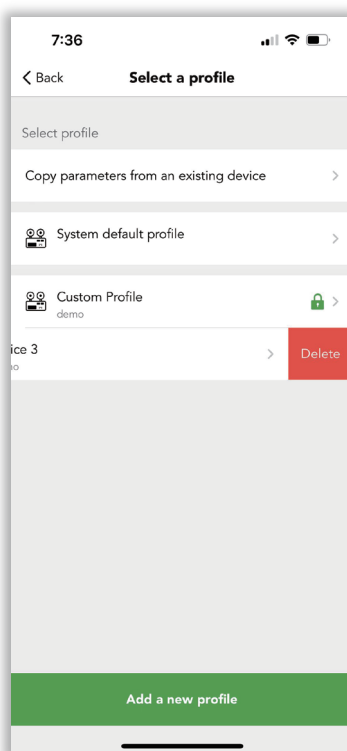 7:36
Back
Select a profile
Select profile
Copy parameters from an existing device
System default profile
Custom Profile
demo
ice 3
Delete
no
Add a new profile